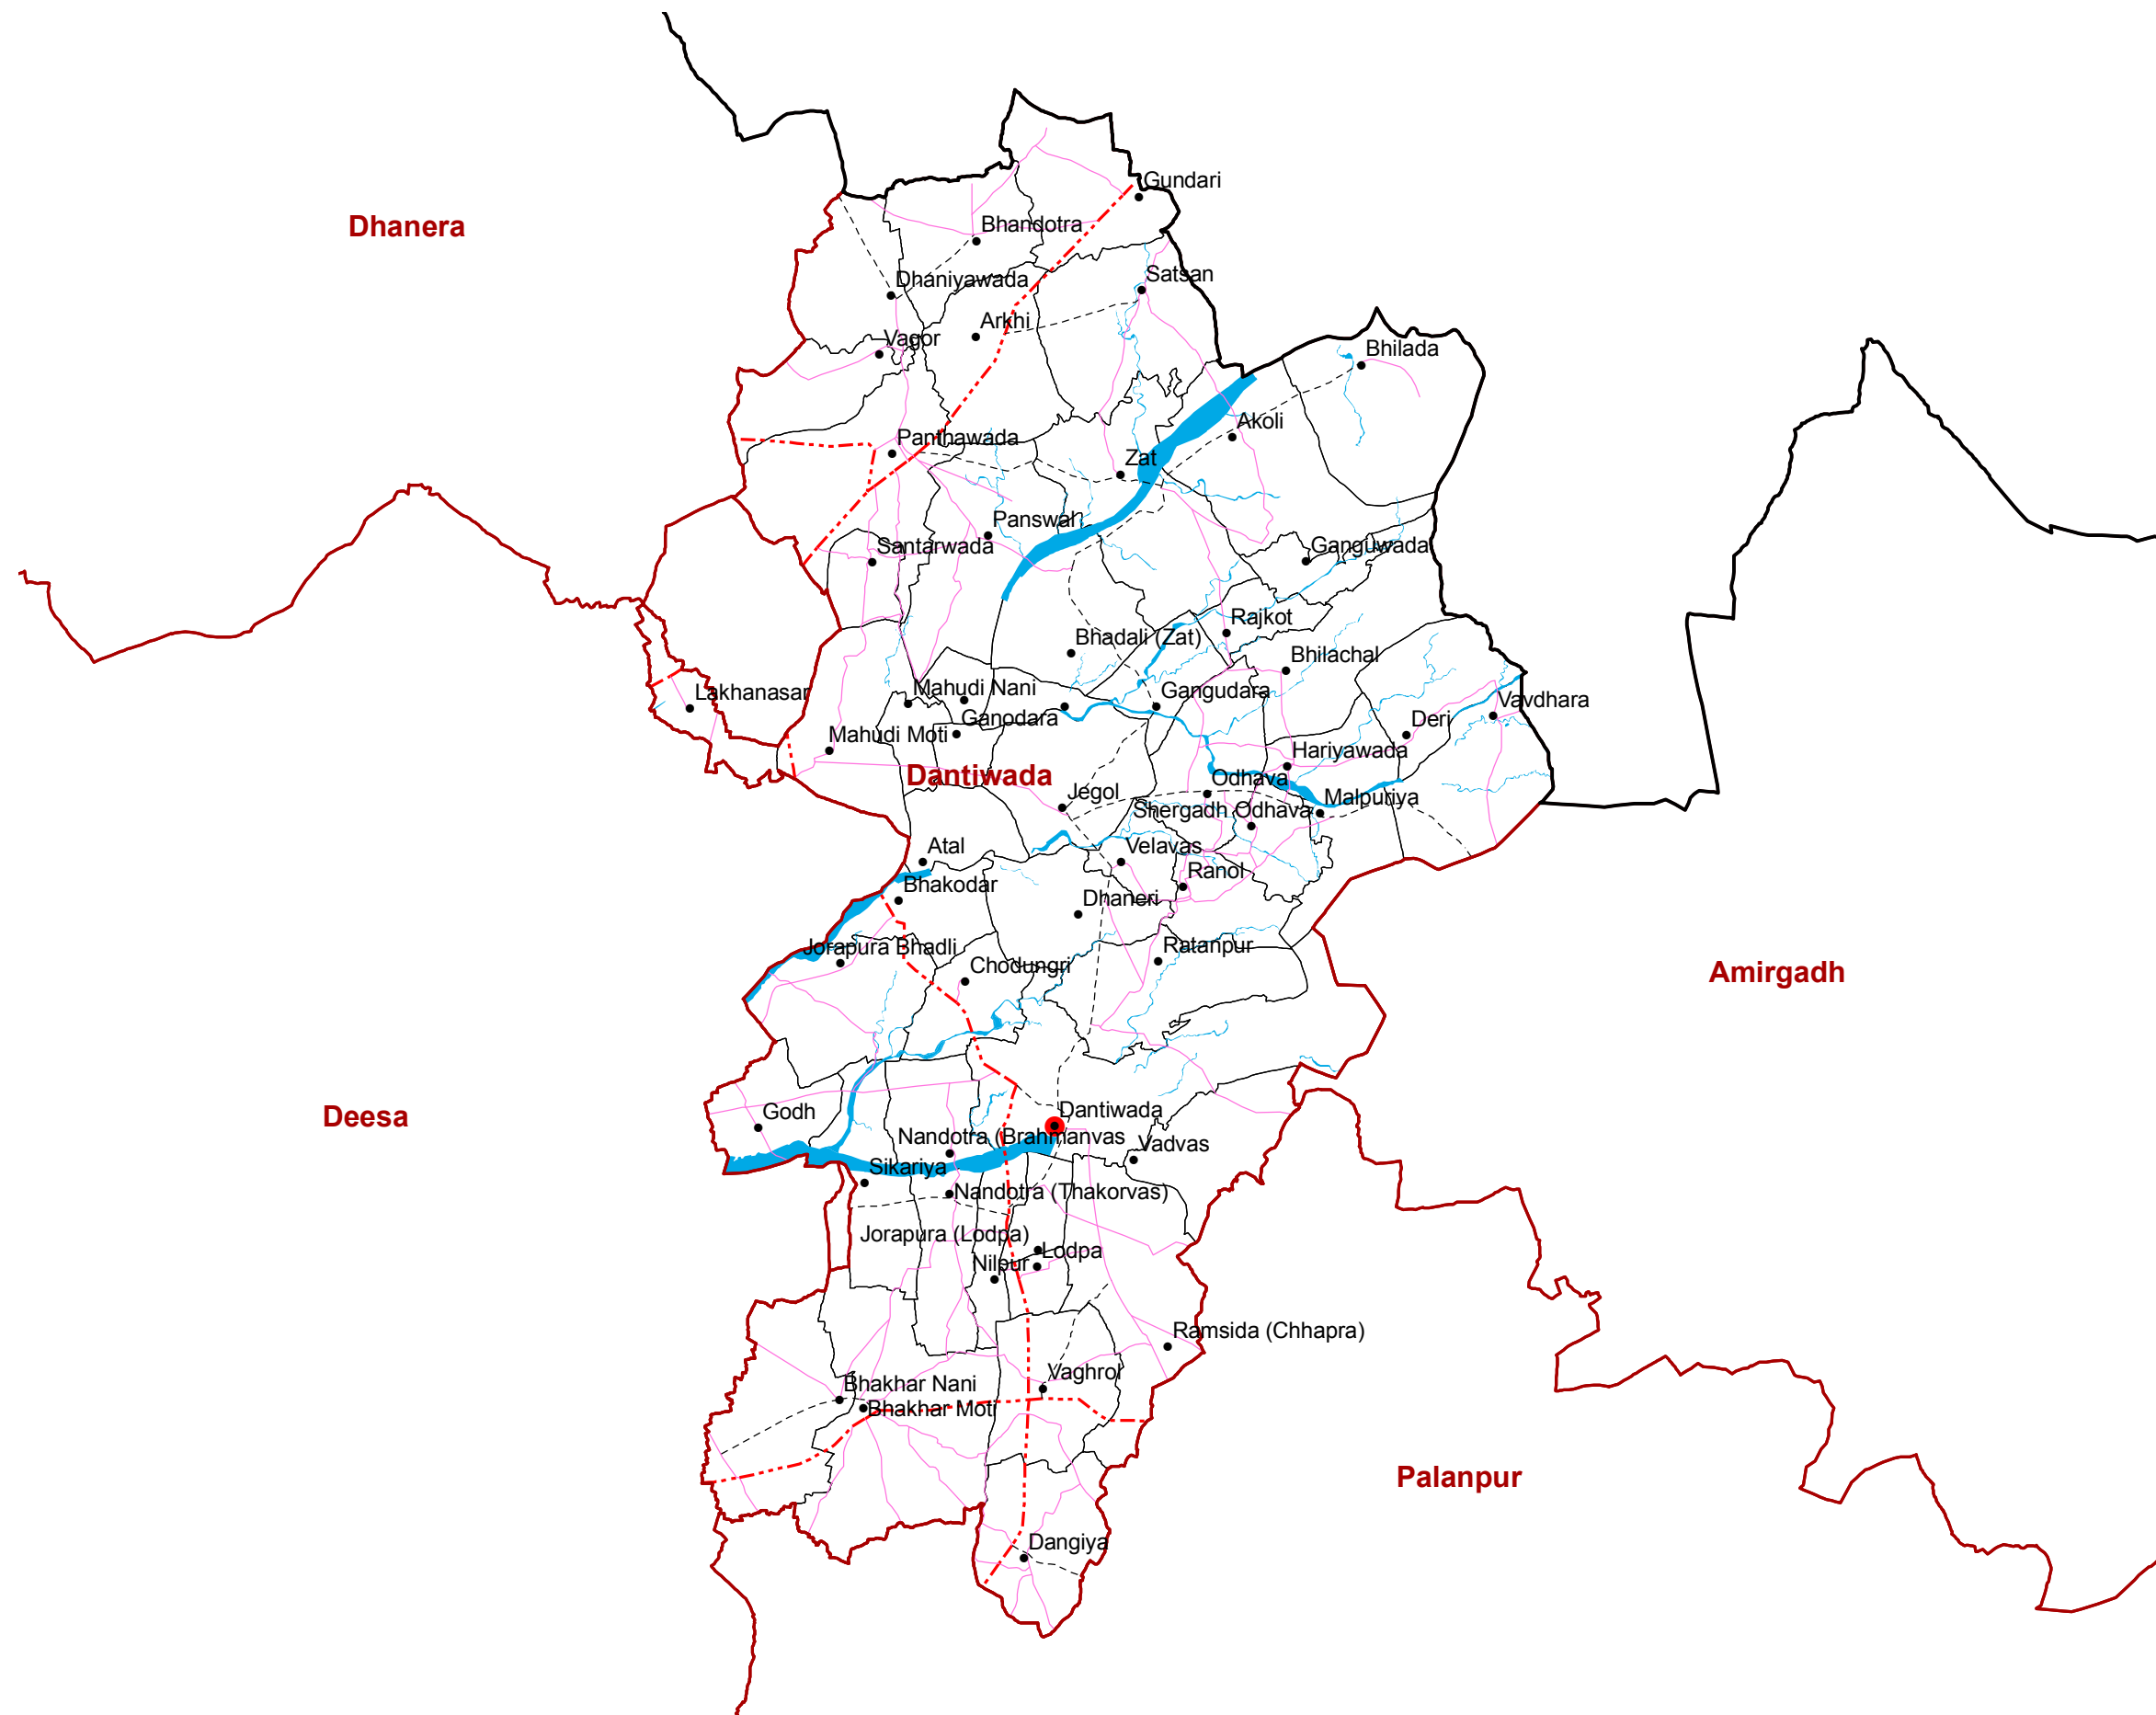 Gundari
Dhanera
Bhandotra
Satsan
Dhaniyawada
Arkhi
Vagor
Bhilada
Akoli
Panthawada
Zat
Panswal
Santarwada
Ganguwada
Rajkot
Bhadali (Zat)
Bhilachal
Lakhanasar
Mahudi Nani
Gangudara
Vavdhara
Ganodara
Deri
Mahudi Moti
Hariyawada
Dantiwada
Odhava
Jegol
Malpuriya
Shergadh Odhava
Atal
Velavas
Ranol
Bhakodar
Dhaneri
Jorapura Bhadli
Ratanpur
Chodungri
Amirgadh
Deesa
Godh
Dantiwada
Nandotra (Brahmanvas
Vadvas
Sikariya
Nandotra (Thakorvas)
Jorapura (Lodpa)
Lodpa
Nilpur
Ramsida (Chhapra)
Vaghrol
Bhakhar Nani
Bhakhar Moti
Palanpur
Dangiya